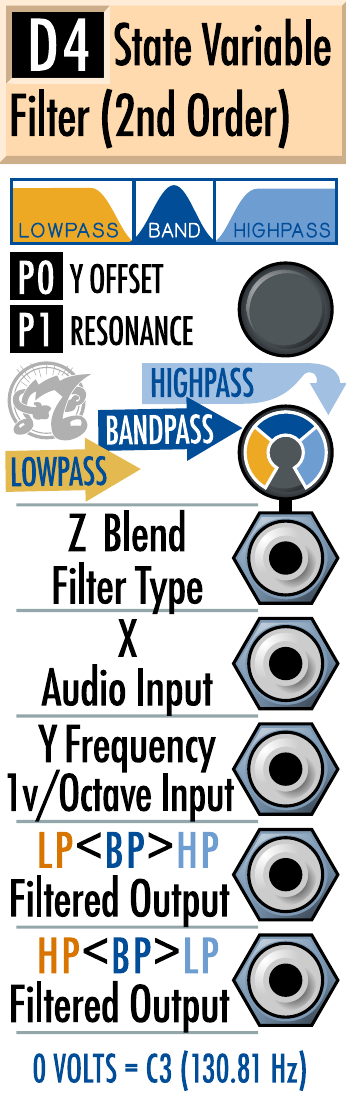 D4 State Variable
Filter (2nd Order)
LOWPASS BAND HIGHPASS
P0 Y OFFSET
P1 RESONANCE
HIGHPASS
BANDPASS
LOWPASS
Z Blend
Filter Type
X
Audio Input
Y Frequency
1v/Octave Input
LP<BP>HP
Filtered Output
HP<BP>LP
Filtered Output
0 VOLTS = C3 (130.81 Hz)